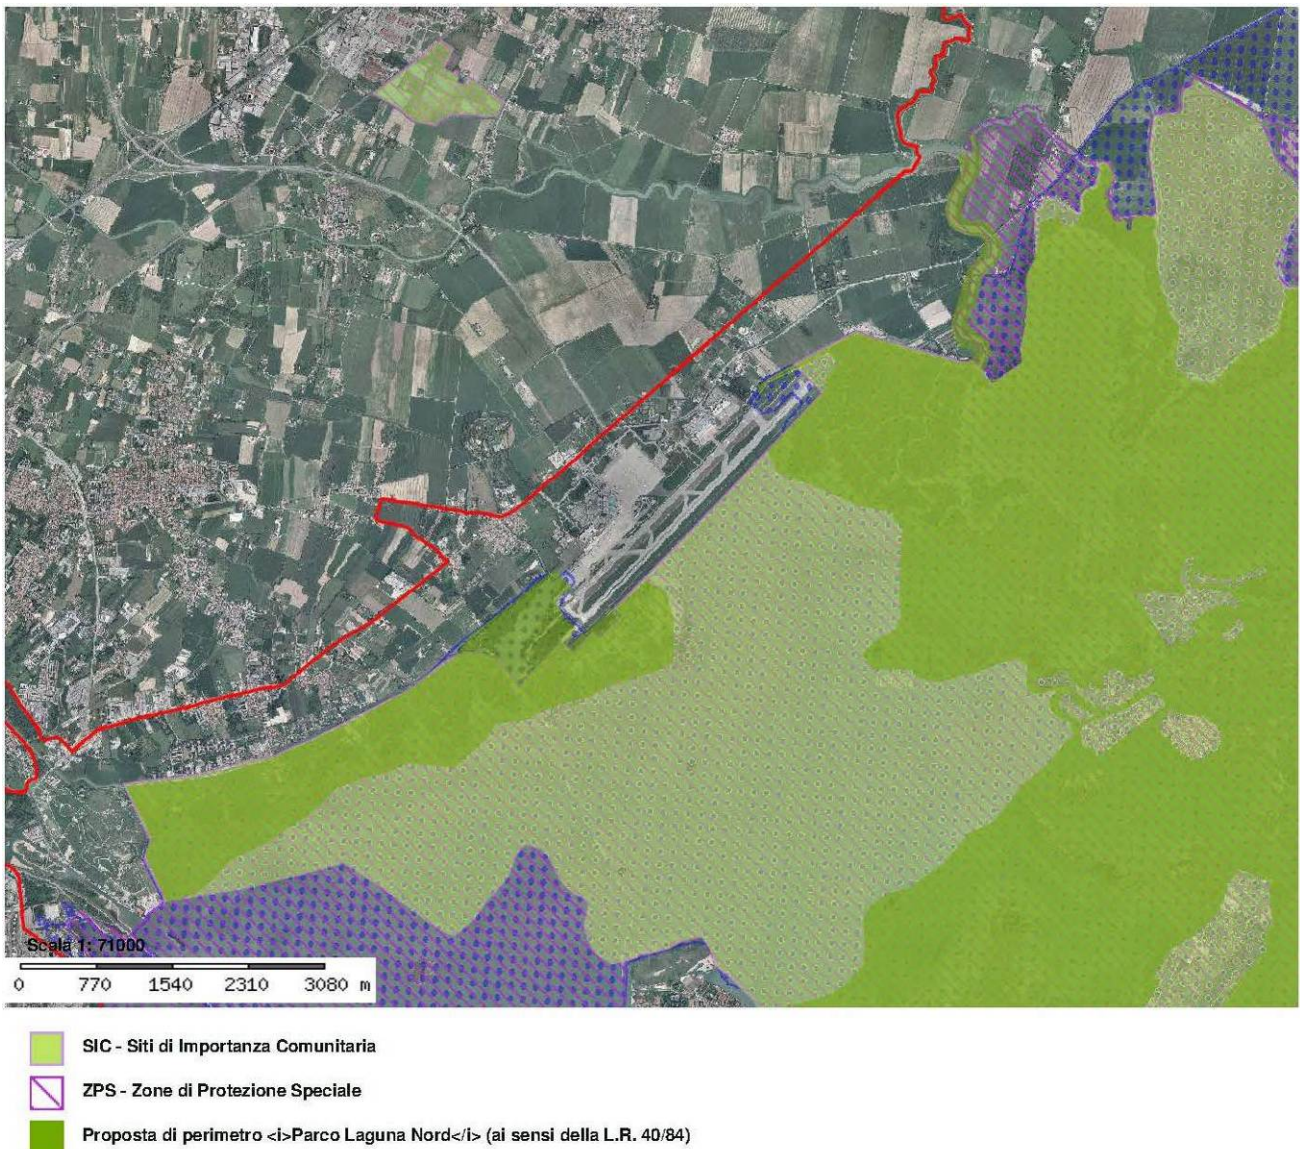 Scala 1: 71000
0 770 1540 2310 3080 m
SIC - Siti di Importanza Comunitaria
ZPS - Zone di Protezione Speciale
Proposta di perimetro <i>Parco Laguna Nord</i> (ai sensi della L.R. 40/84)